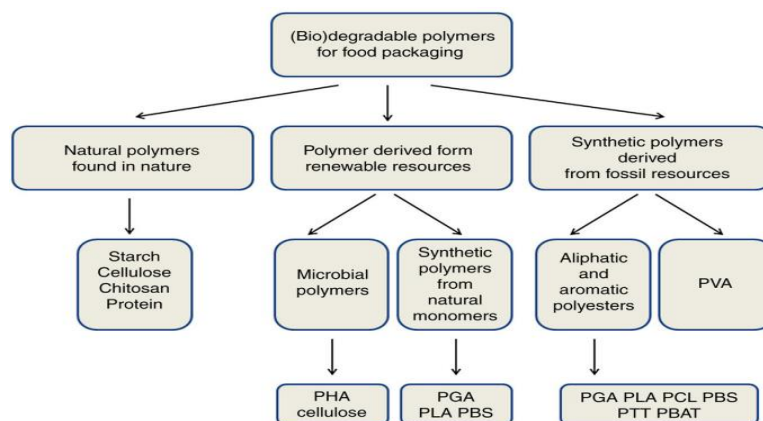 (Bio)degradable polymers
for food packaging
Natural polymers
found in nature
Polymer derived form
renewable resources
Synthetic polymers
derived
from fossil resources
Starch
Cellulose
Chitosan
Protein
Microbial
polymers
Synthetic
polymers
from
natural
monomers
Aliphatic
and
aromatic
polyesters
PVA
PHA
cellulose
PGA
PLA PBS
PGA PLA PCL PBS
PTT PBAT